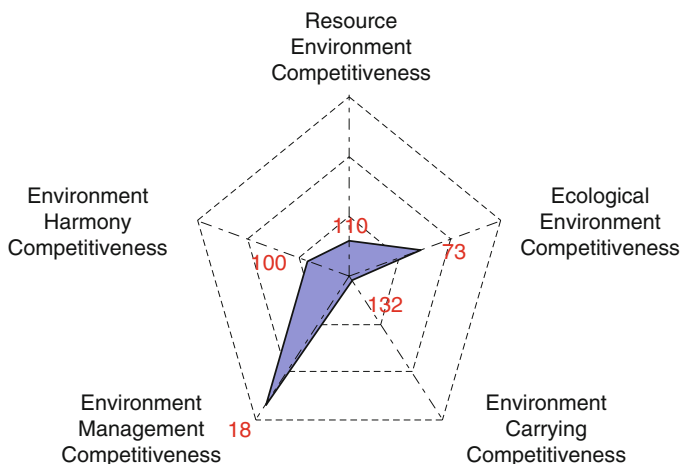 Resource
Environment
Competitiveness
Environment
Harmony
Competitiveness
Ecological
Environment
Competitiveness
110
100
73
132
Environment
Management
Competitiveness
18
Environment
Carrying
Competitiveness